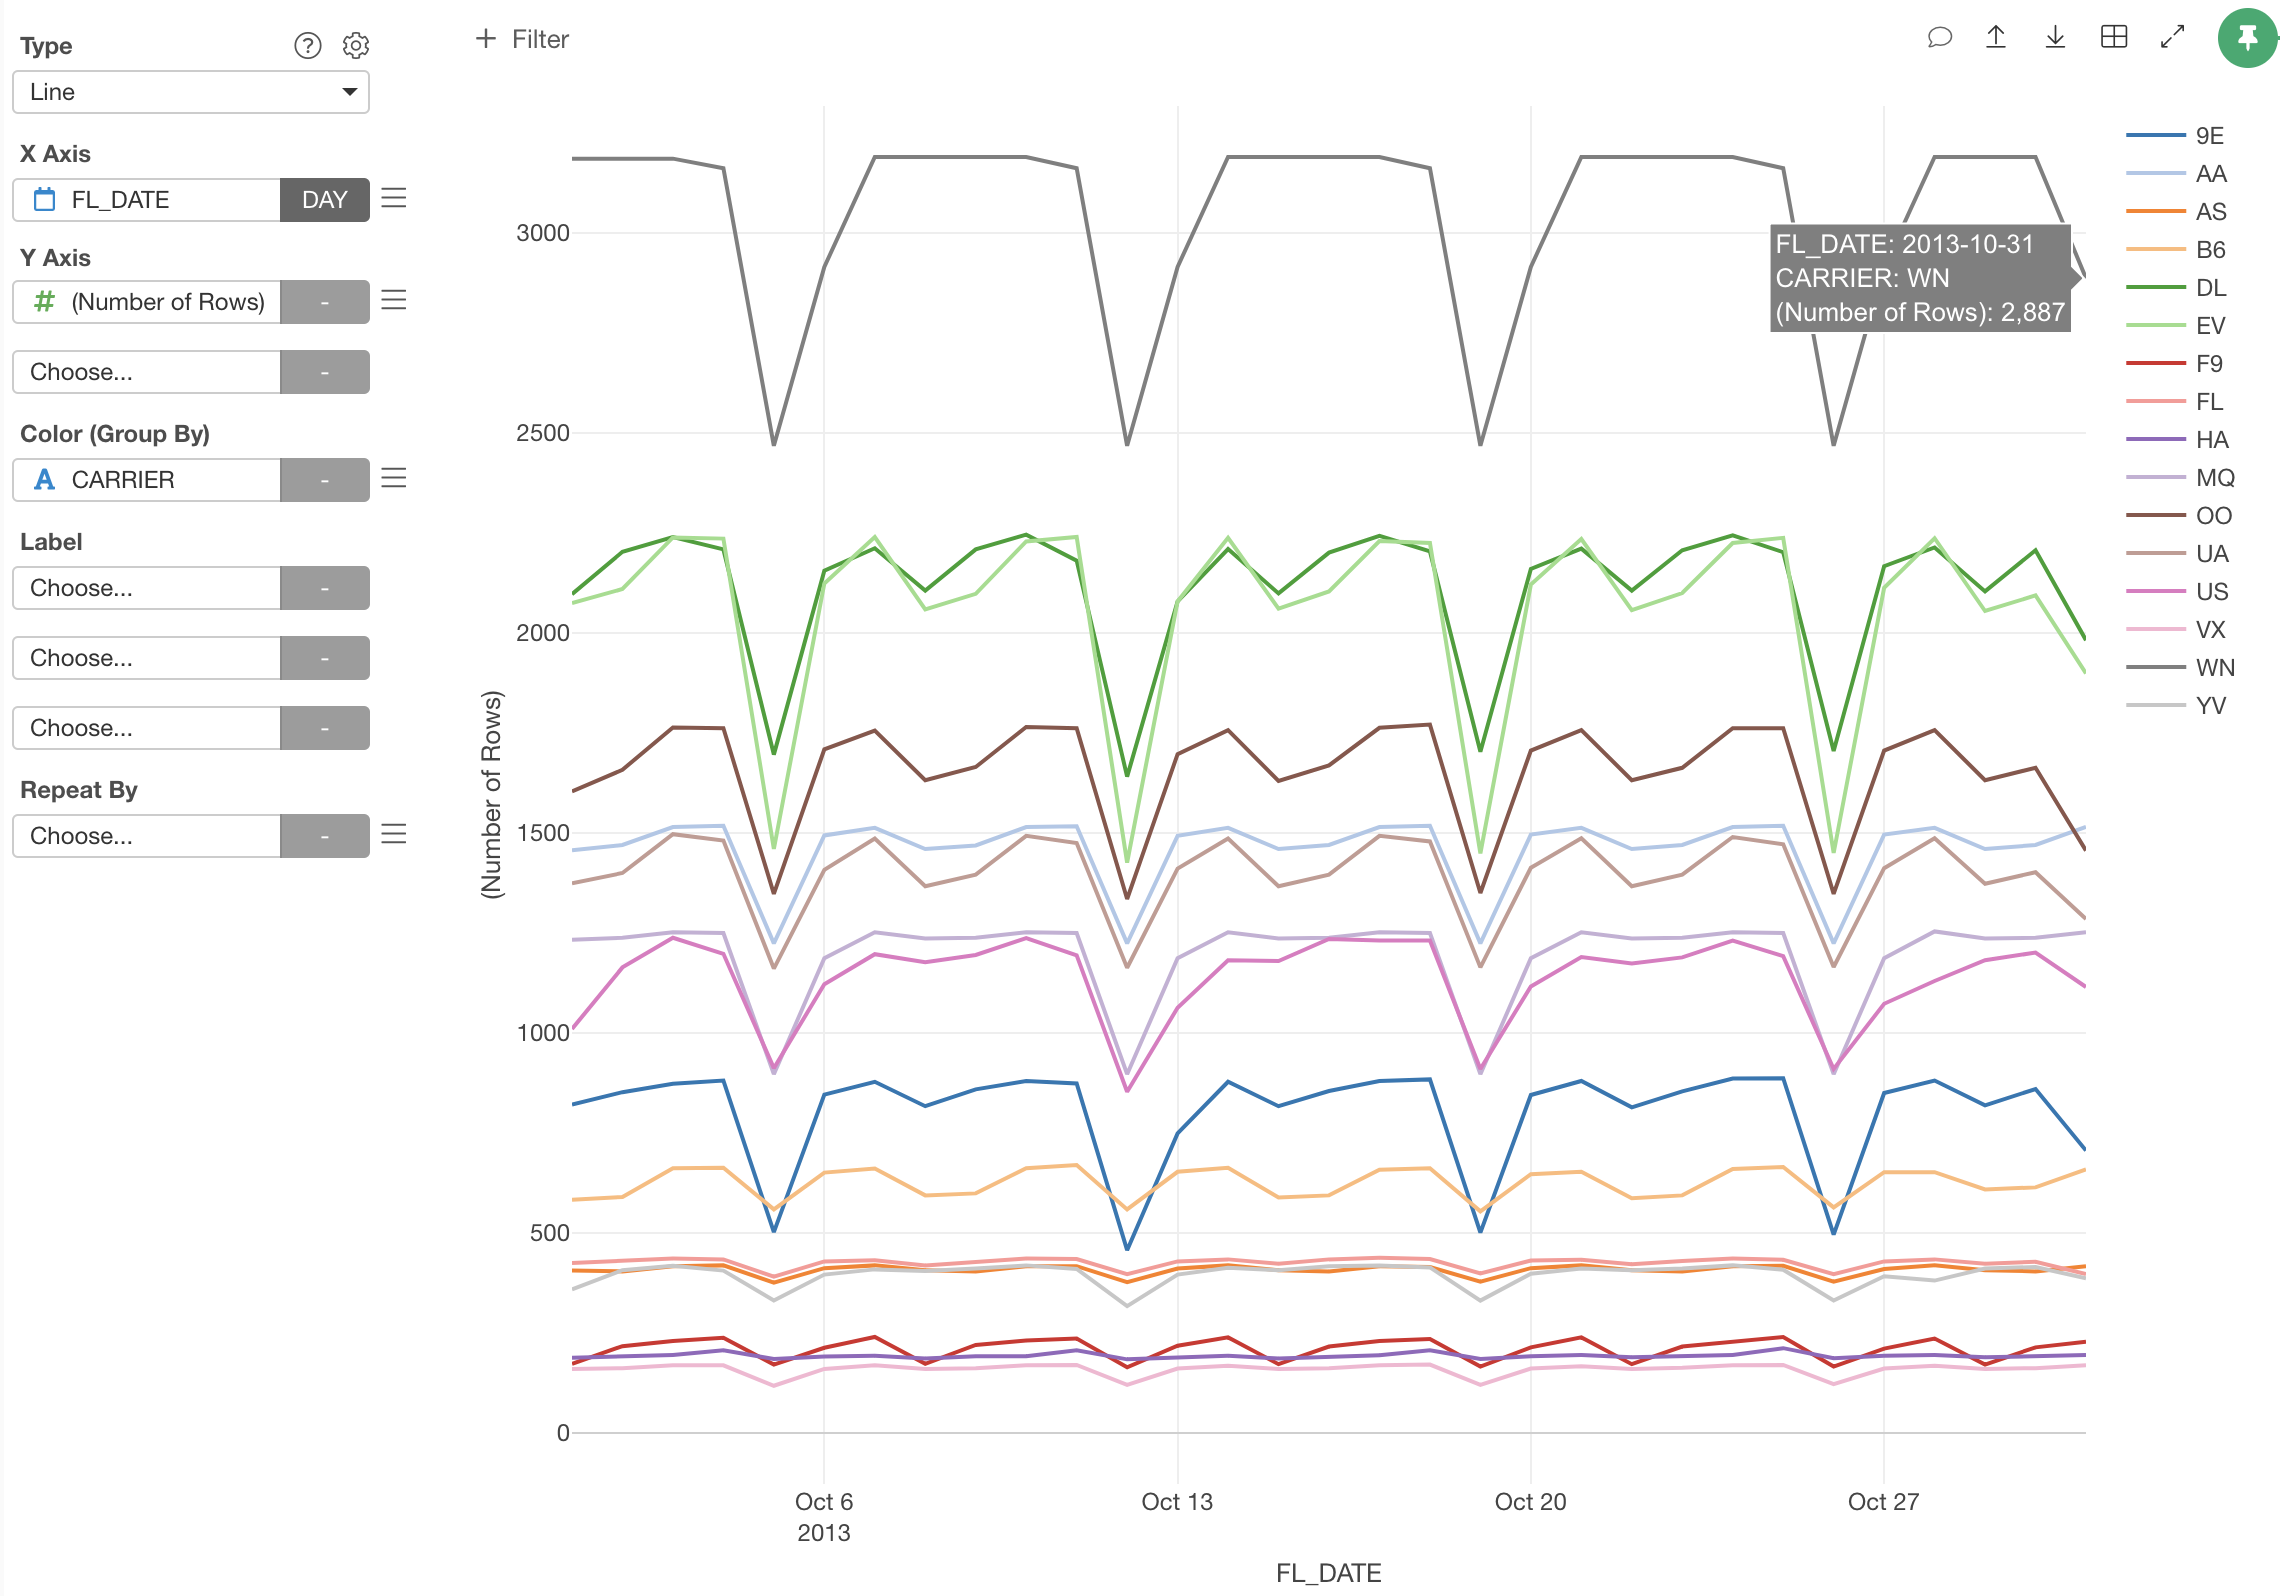 Type
Line
X Axis
FL_DATE DAY
Y Axis
(Number of Rows) -
Choose... -
Color (Group By)
CARRIER -
Label
Choose... -
Choose... -
Choose... -
Repeat By
Choose... -
+ Filter
3000
2500
2000
1500
1000
500
0
(Number of Rows)
Oct 6
2013
Oct 13
Oct 20
Oct 27
FL_DATE
FL_DATE: 2013-10-31
CARRIER: WN
(Number of Rows): 2,887
9E
AA
AS
B6
DL
EV
F9
FL
HA
MQ
OO
UA
US
VX
WN
YV